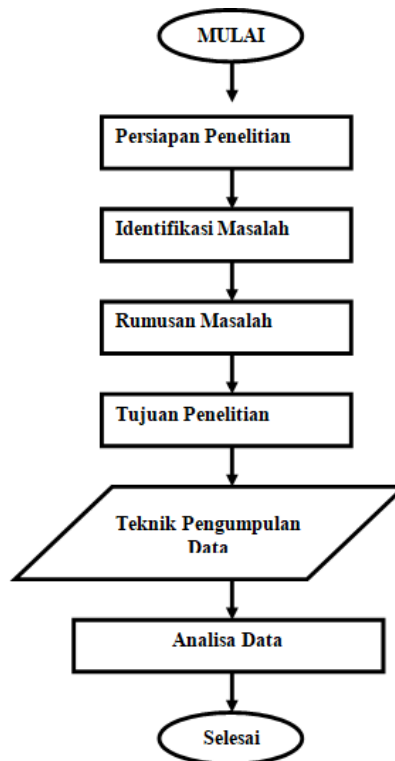 MULAI
Persiapan Penelitian
Identifikasi Masalah
Rumusan Masalah
Tujuan Penelitian
Teknik Pengumpulan
Data
Analisa Data
Selesai